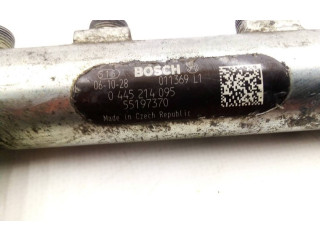 BOSCH
06-10-28 011369 L1
0 445 214 095
55197370
Made in Czech Republic